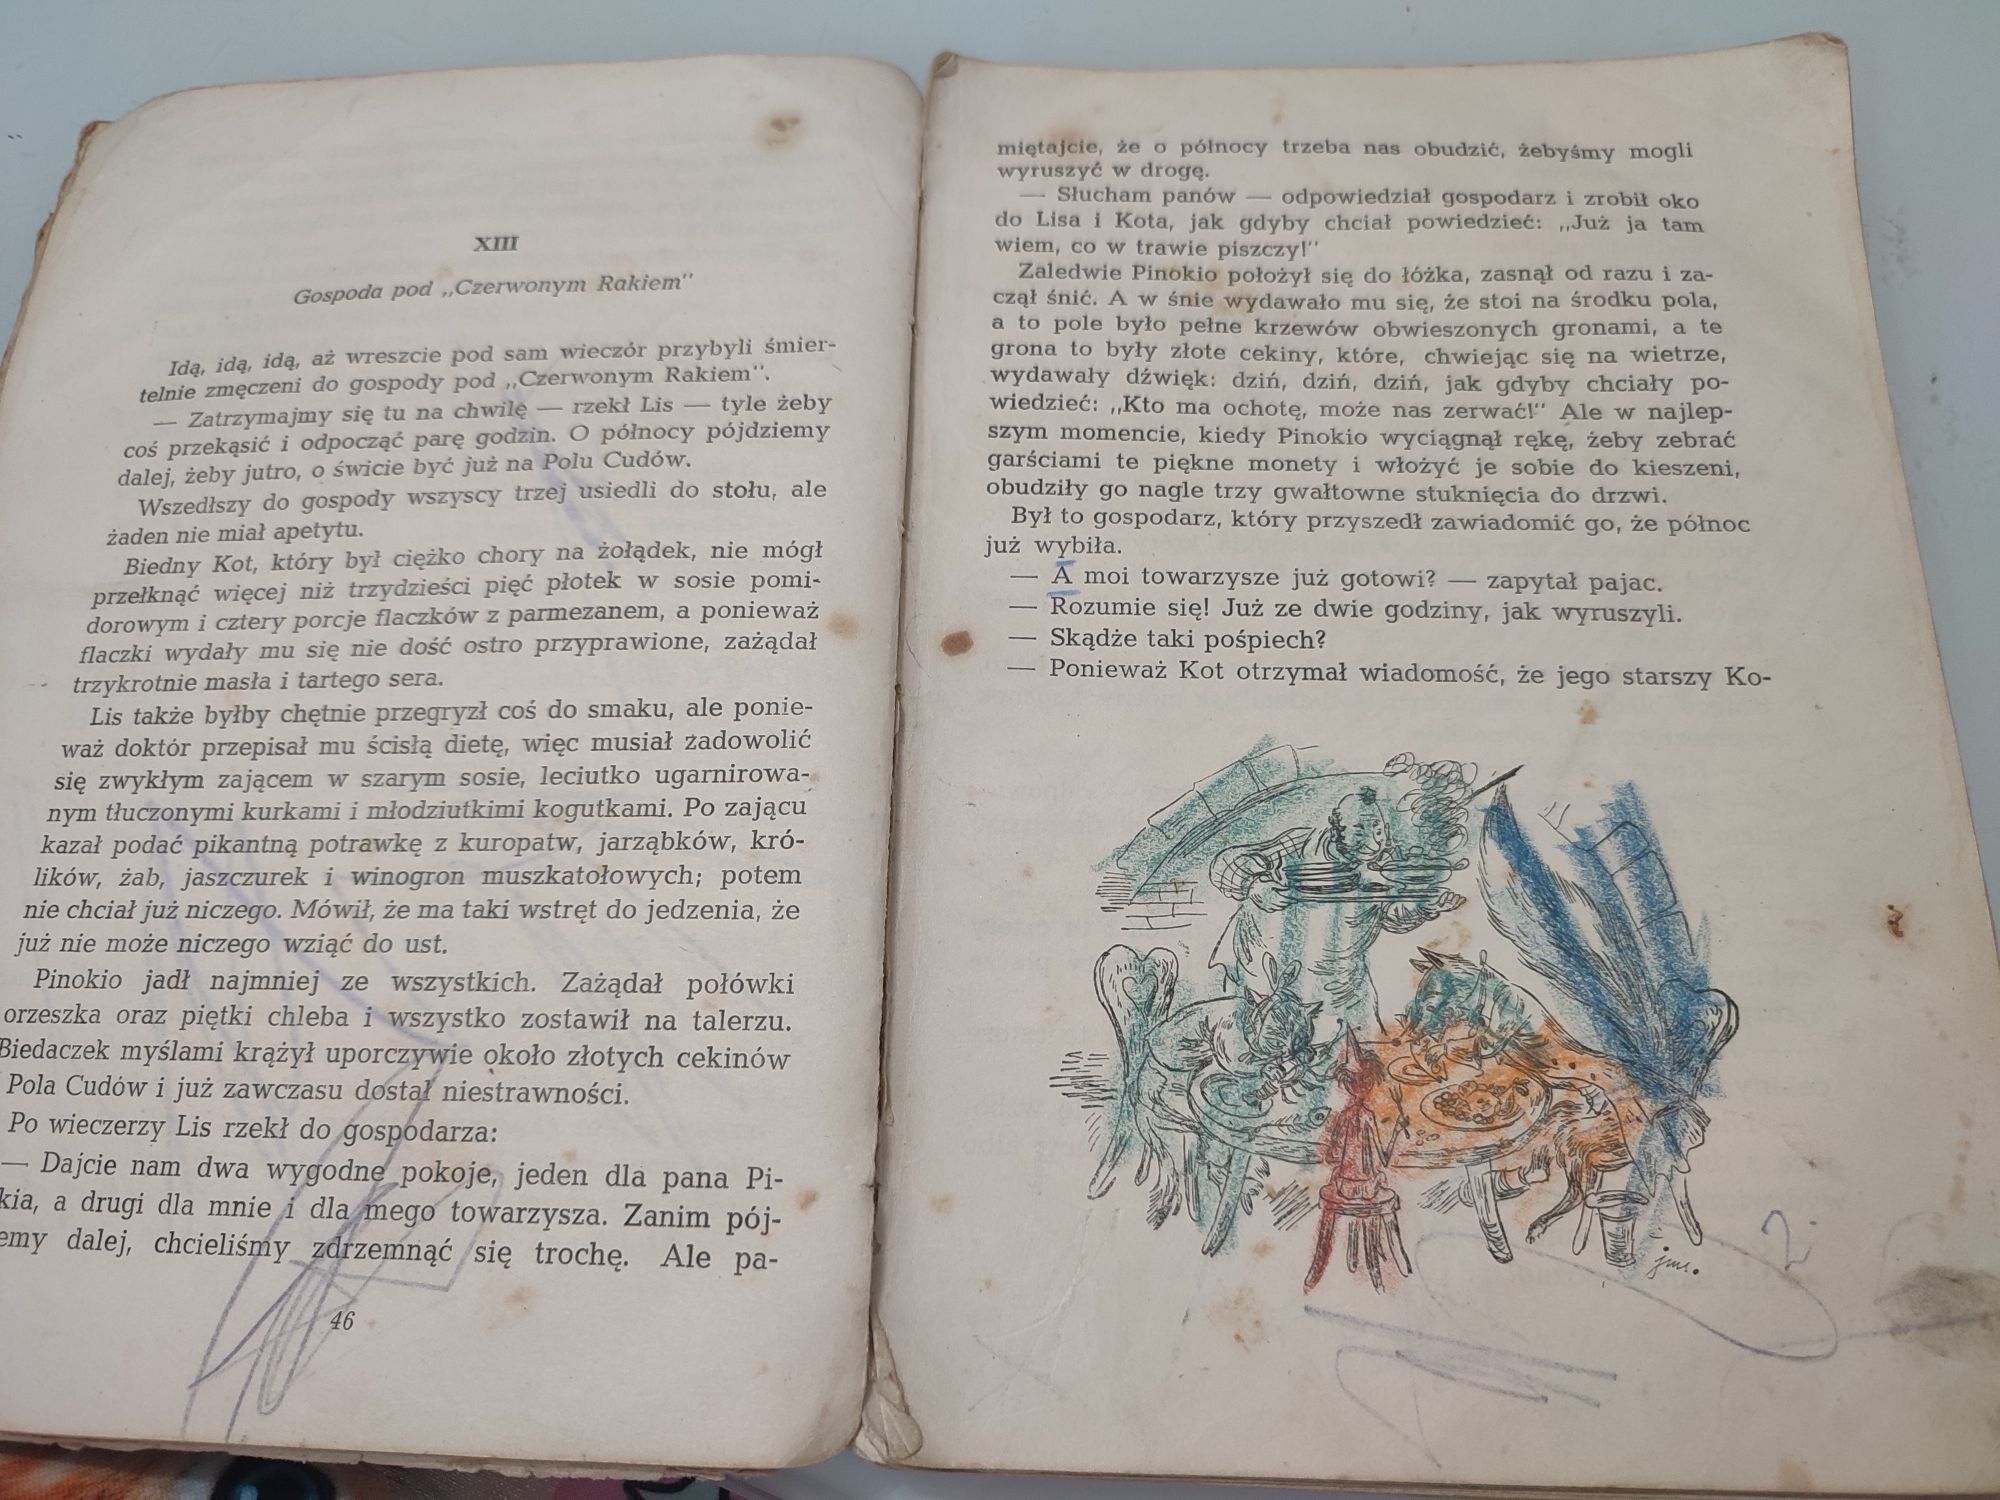 XIII
Gospoda pod „Czerwonym Rakiem"
Idą, idą, idą, aż wreszcie pod sam wieczór przybyli śmier-
telnie zmęczeni do gospody pod „Czerwonym Rakiem".
— Zatrzymajmy się tu na chwilę — rzekł Lis — tyle żeby
coś przekąsić i odpocząć parę godzin. O północy pójdziemy
dalej, żeby jutro, o świcie być już na Polu Cudów.
Wszedłszy do gospody wszyscy trzej usiedli do stołu, ale
żaden nie miał apetytu.
Biedny Kot, który był ciężko chory na żołądek, nie mógł
przełknąć więcej niż trzydzieści pięć płotek w sosie pomi-
dorowym i cztery porcje flaczków z parmezanem, a ponieważ
flaczki wydały mu się nie dość ostro przyprawione, zażądał
trzykrotnie masła i tartego sera.
Lis także byłby chętnie przegryzł coś do smaku, ale ponie-
waż doktór przepisał mu ścisłą dietę, więc musiał zadowolić
się zwykłym zającem w szarym sosie, leciutko ugarnirowa-
nym tłuczonymi kurkami i młodziutkimi kogutkami. Po zającu
kazał podać pikantną potrawkę z kuropatw, jarząbków, kró-
lików, żab, jaszczurek i winogron muszkatołowych; potem
nie chciał już niczego. Mówił, że ma taki wstręt do jedzenia, że
już nie może niczego wziąć do ust.
Pinokio jadł najmniej ze wszystkich. Zażądał połówki
orzeszka oraz piętki chleba i wszystko zostawił na talerzu.
Biedaczek myślami krążył uporczywie około złotych cekinów
Pola Cudów i już zawczasu dostał niestrawności.
Po wieczerzy Lis rzekł do gospodarza:
— Dajcie nam dwa wygodne pokoje, jeden dla pana Pi-
kia, a drugi dla mnie i dla mego towarzysza. Zanim pój-
emy dalej, chcieliśmy zdrzemnąć się trochę. Ale pa-
46
miętajcie, że o północy trzeba nas obudzić, żebyśmy mogli
wyruszyć w drogę.
— Słucham panów — odpowiedział gospodarz i zrobił oko
do Lisa i Kota, jak gdyby chciał powiedzieć: „Już ja tam
wiem, co w trawie piszczy!"
Zaledwie Pinokio położył się do łóżka, zasnął od razu i za-
czął śnić. A w śnie wydawało mu się, że stoi na środku pola,
a to pole było pełne krzewów obwieszonych gronami, a te
grona to były złote cekiny, które, chwiejąc się na wietrze,
wydawały dźwięk: dziń, dziń, dziń, jak gdyby chciały po-
wiedzieć: „Kto ma ochotę, może nas zerwać!" Ale w najlep-
szym momencie, kiedy Pinokio wyciągnął rękę, żeby zebrać
garściami te piękne monety i włożyć je sobie do kieszeni,
obudziły go nagle trzy gwałtowne stuknięcia do drzwi.
Był to gospodarz, który przyszedł zawiadomić go, że północ
już wybiła.
— A moi towarzysze już gotowi? — zapytał pajac.
— Rozumie się! Już ze dwie godziny, jak wyruszyli.
— Skądże taki pośpiech?
— Ponieważ Kot otrzymał wiadomość, że jego starszy Ko-